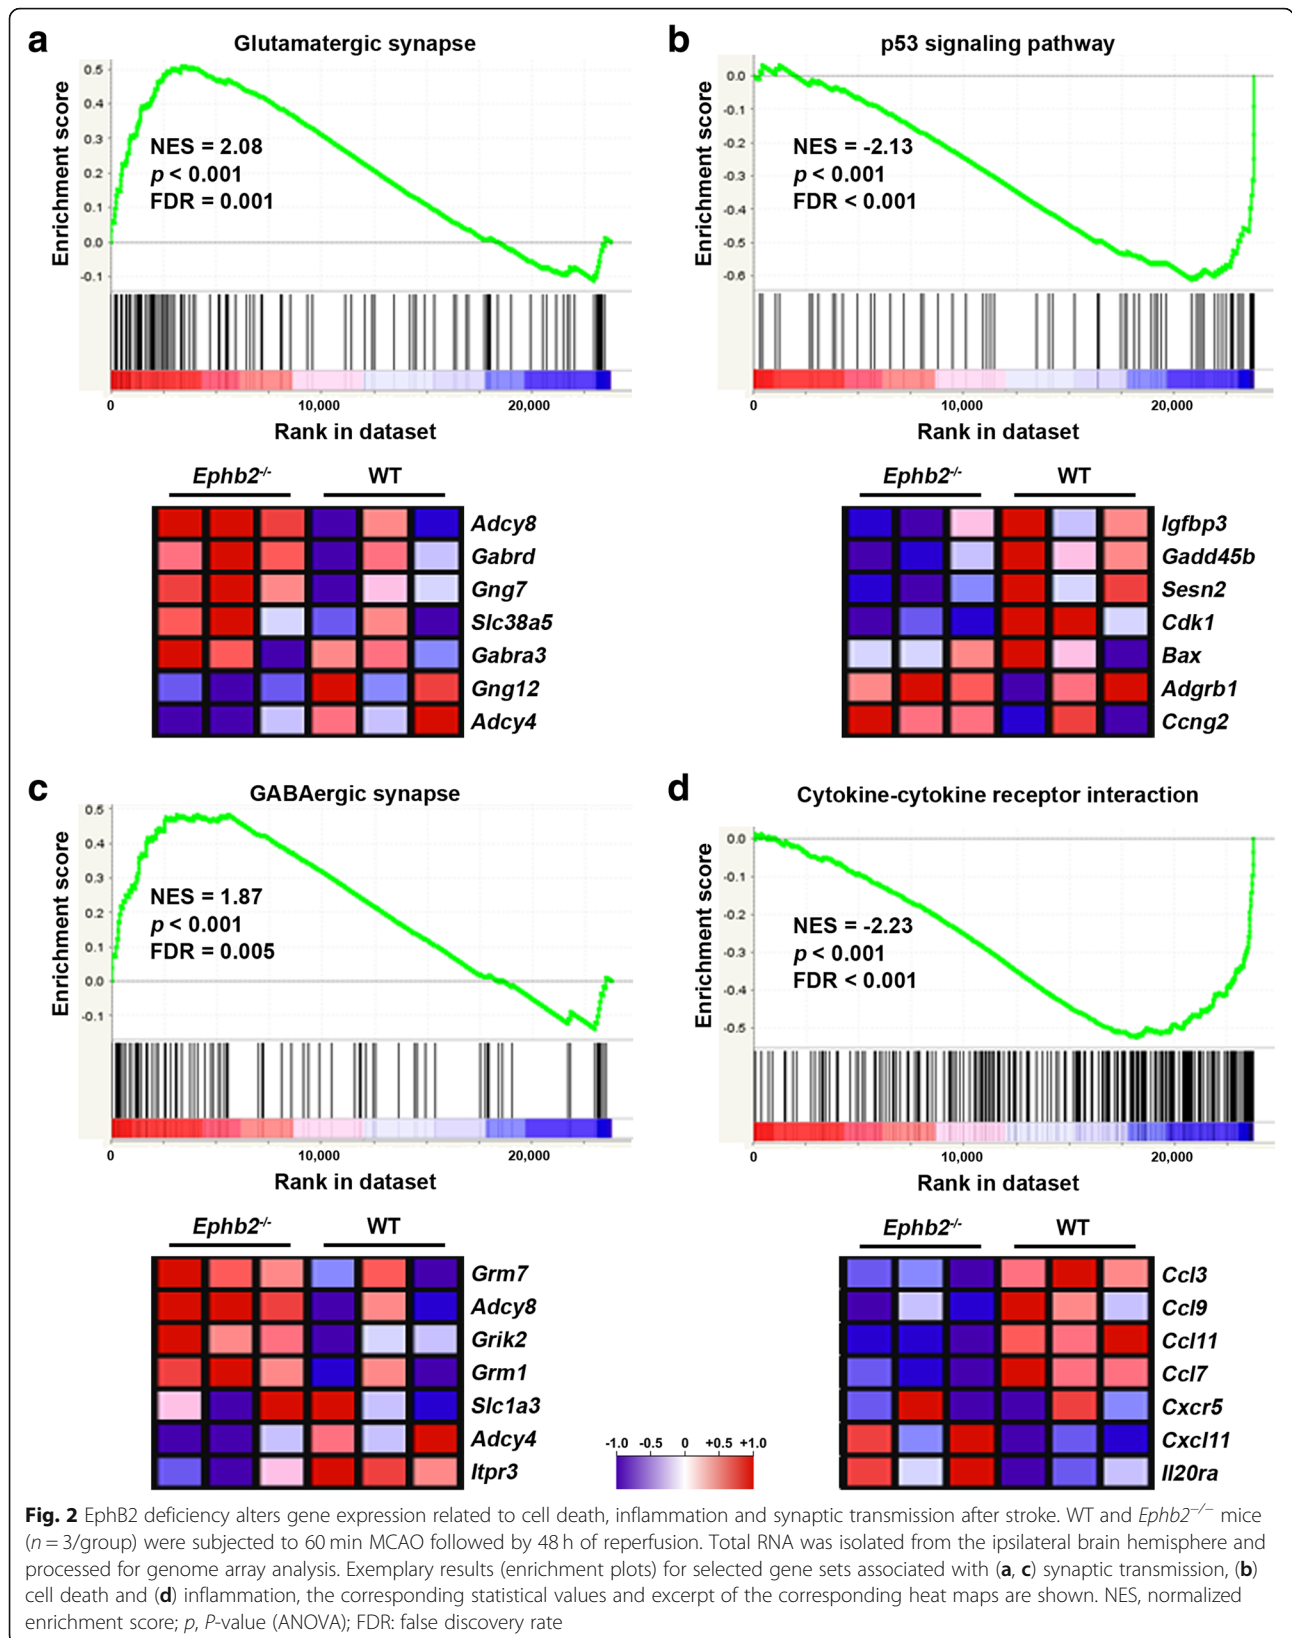 a
Glutamatergic synapse
Enrichment score
0.5
0.4
0.3
0.2
0.1
0.0
-0.1
NES = 2.08
p < 0.001
FDR = 0.001
0 10,000 20,000
Rank in dataset
Ephb2-/- WT
Adcy8
Gabrd
Gng7
Slc38a5
Gabra3
Gng12
Adcy4
b
p53 signaling pathway
Enrichment score
0.0
-0.1
-0.2
-0.3
-0.4
-0.5
-0.6
NES = -2.13
p < 0.001
FDR < 0.001
0 10,000 20,000
Rank in dataset
Ephb2-/- WT
Igfbp3
Gadd45b
Sesn2
Cdk1
Bax
Adgrb1
Ccng2
c
GABAergic synapse
Enrichment score
0.5
0.4
0.3
0.2
0.1
0.0
-0.1
NES = 1.87
p < 0.001
FDR = 0.005
0 10,000 20,000
Rank in dataset
Ephb2-/- WT
Grm7
Adcy8
Grik2
Grm1
Slc1a3
Adcy4
Itpr3
d
Cytokine-cytokine receptor interaction
Enrichment score
0.0
-0.1
-0.2
-0.3
-0.4
-0.5
NES = -2.23
p < 0.001
FDR < 0.001
0 10,000 20,000
Rank in dataset
Ephb2-/- WT
Ccl3
Ccl9
Ccl11
Ccl7
Cxcr5
Cxcl11
Il20ra
-1.0 -0.5 0 +0.5 +1.0
Fig. 2 EphB2 deficiency alters gene expression related to cell death, inflammation and synaptic transmission after stroke. WT and Ephb2−/− mice
(n = 3/group) were subjected to 60 min MCAO followed by 48 h of reperfusion. Total RNA was isolated from the ipsilateral brain hemisphere and
processed for genome array analysis. Exemplary results (enrichment plots) for selected gene sets associated with (a, c) synaptic transmission, (b)
cell death and (d) inflammation, the corresponding statistical values and excerpt of the corresponding heat maps are shown. NES, normalized
enrichment score; p, P-value (ANOVA); FDR: false discovery rate